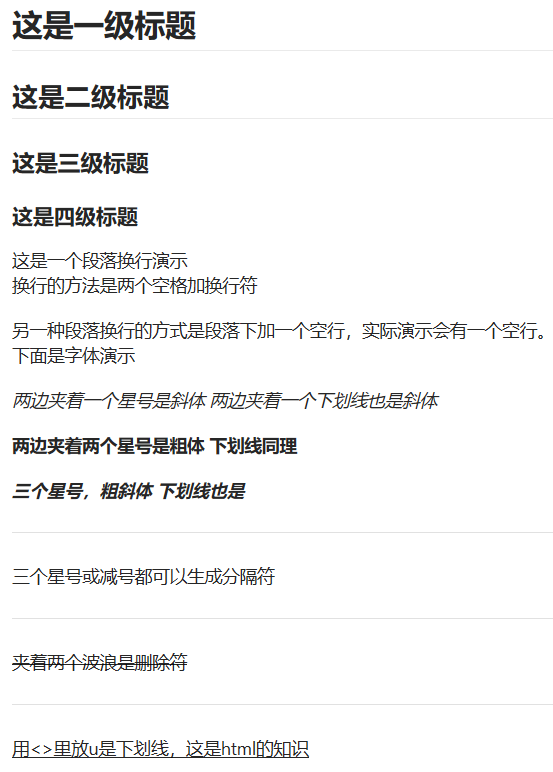 这是一级标题
这是二级标题
这是三级标题
这是四级标题
这是一个段落换行演示
换行的方法是两个空格加换行符
另一种段落换行的方式是段落下加一个空行，实际演示会有一个空行。
下面是字体演示
两边夹着一个星号是斜体 两边夹着一个下划线也是斜体
两边夹着两个星号是粗体 下划线同理
三个星号，粗斜体 下划线也是
三个星号或减号都可以生成分隔符
夹着两个波浪是删除符
用<>里放u是下划线，这是html的知识